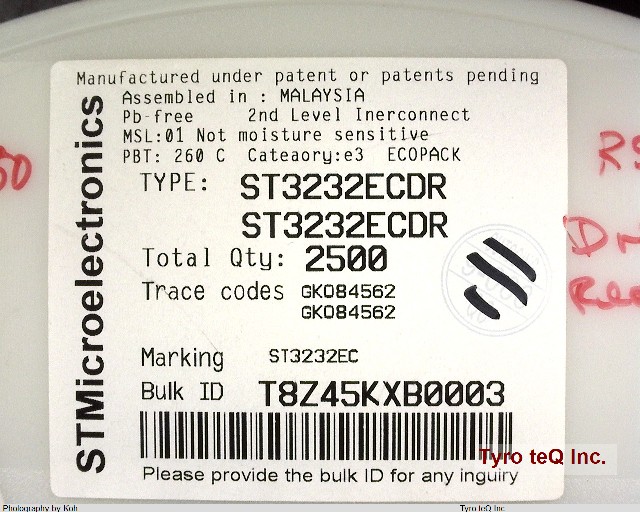 Manufactured under patent or patents pending
Assembled in : MALAYSIA
Pb-free 2nd Level Inerconnect
MSL:01 Not moisture sensitive
PBT: 260 C Cateaory:e3 ECOPACK
TYPE: ST3232ECDR
ST3232ECDR
Total Qty: 2500
Trace codes GK084562
GK084562
Marking ST3232EC
Bulk ID T8Z45KXB0003
Please provide the bulk ID for any inguiry
STMicroelectronics
Tyro teQ Inc.
Photography by Koh
Tyro teQ Inc